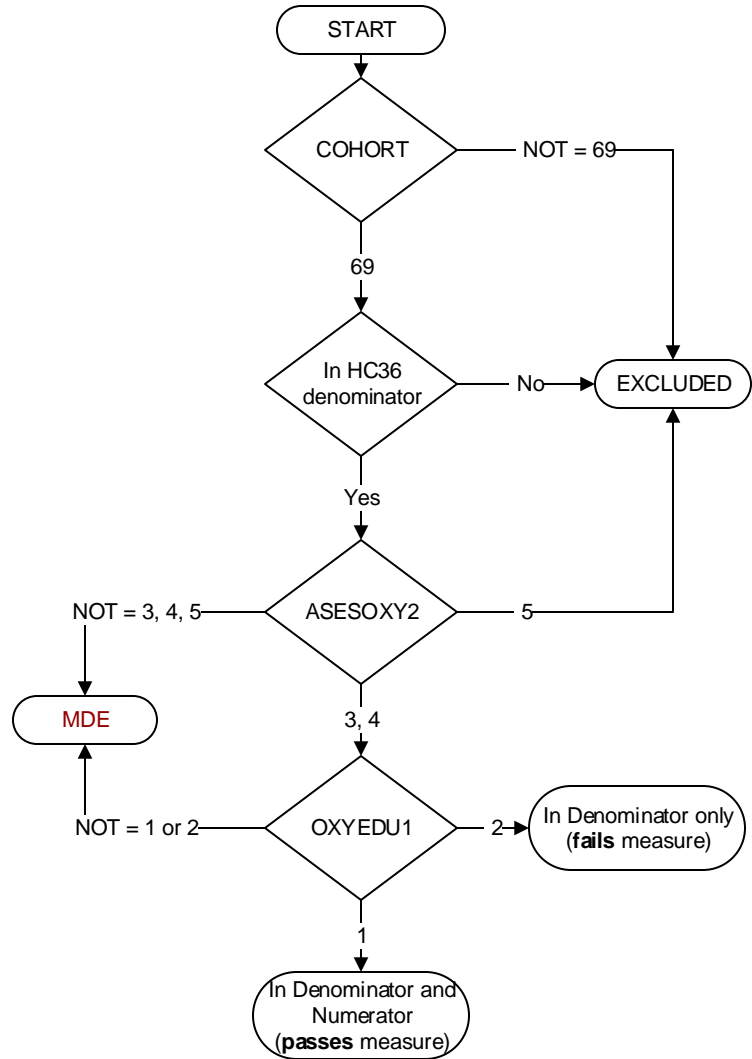 START
COHORT
NOT = 69
69
In HC36
denominator
No
EXCLUDED
Yes
NOT = 3, 4, 5
ASESOXY2
5
MDE
3, 4
NOT = 1 or 2
OXYEDU1
2
In Denominator only
(fails measure)
1
In Denominator and
Numerator
(passes measure)